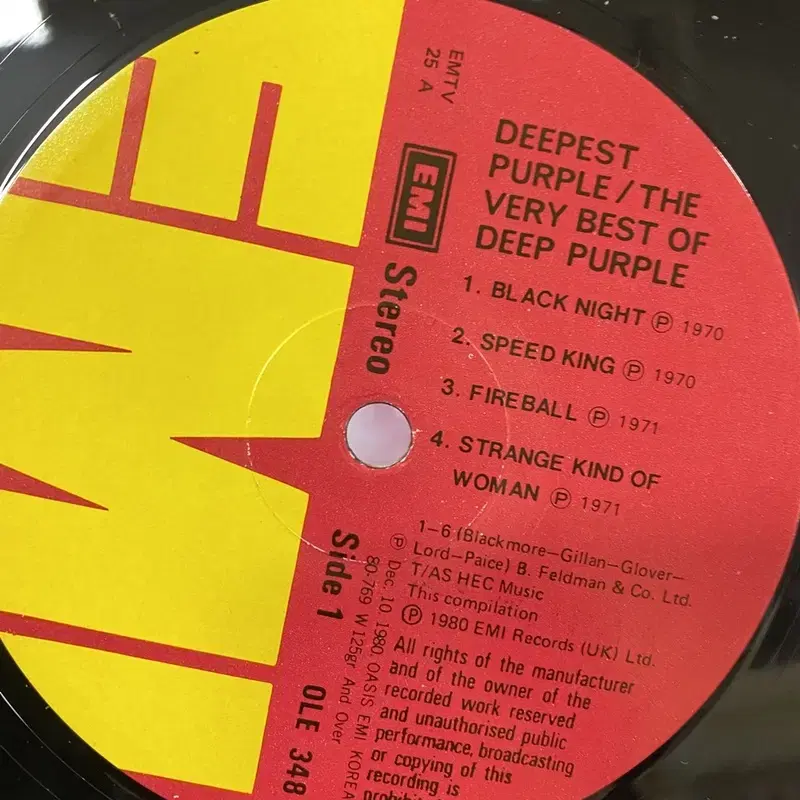 EMTV
25 A
EMI
Stereo
DEEPEST
PURPLE/THE
VERY BEST OF
DEEP PURPLE
1. BLACK NIGHT Ⓟ 1970
2. SPEED KING Ⓟ 1970
3. FIREBALL Ⓟ 1971
4. STRANGE KIND OF
WOMAN Ⓟ 1971
1–6 (Blackmore–Gillan–Glover–
Lord–Paice) B. Feldman & Co. Ltd.
T/AS HEC Music
This compilation
Ⓟ 1980 EMI Records (UK) Ltd.
All rights of the manufacturer
and of the owner of the
recorded work reserved
and unauthorised public
performance, broadcasting
or copying of this
recording is
Side 1
Ⓟ Dec. 10. 1980. OASIS EMI KOREA
80-769 W 125gr And Over
OLE 348